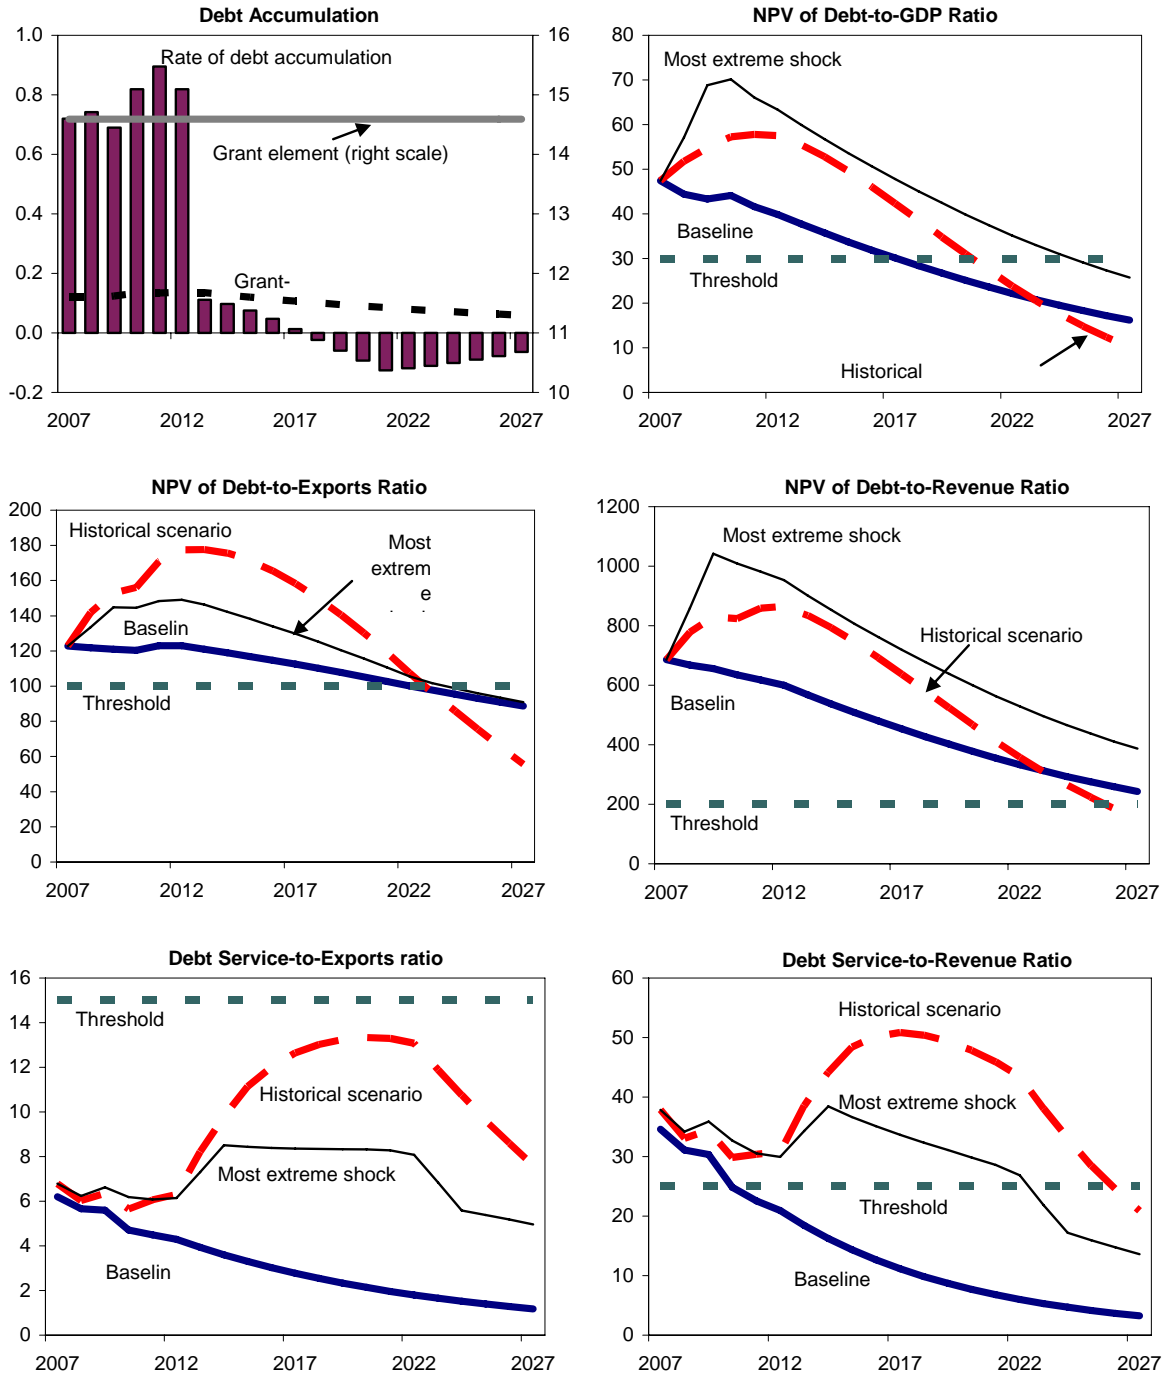 Debt Accumulation
1.0
0.8
0.6
0.4
0.2
0.0
-0.2
16
15
14
13
12
11
10
Rate of debt accumulation
Grant element (right scale)
Grant-
2007 2012 2017 2022 2027
NPV of Debt-to-GDP Ratio
80
70
60
50
40
30
20
10
0
Most extreme shock
Baseline
Threshold
Historical
2007 2012 2017 2022 2027
NPV of Debt-to-Exports Ratio
200
180
160
140
120
100
80
60
40
20
0
Historical scenario
Most
extrem
e
Baselin
Threshold
2007 2012 2017 2022 2027
NPV of Debt-to-Revenue Ratio
1200
1000
800
600
400
200
0
Most extreme shock
Historical scenario
Baselin
Threshold
2007 2012 2017 2022 2027
Debt Service-to-Exports ratio
16
14
12
10
8
6
4
2
0
Threshold
Historical scenario
Most extreme shock
Baselin
2007 2012 2017 2022 2027
Debt Service-to-Revenue Ratio
60
50
40
30
20
10
0
Historical scenario
Most extreme shock
Threshold
Baseline
2007 2012 2017 2022 2027